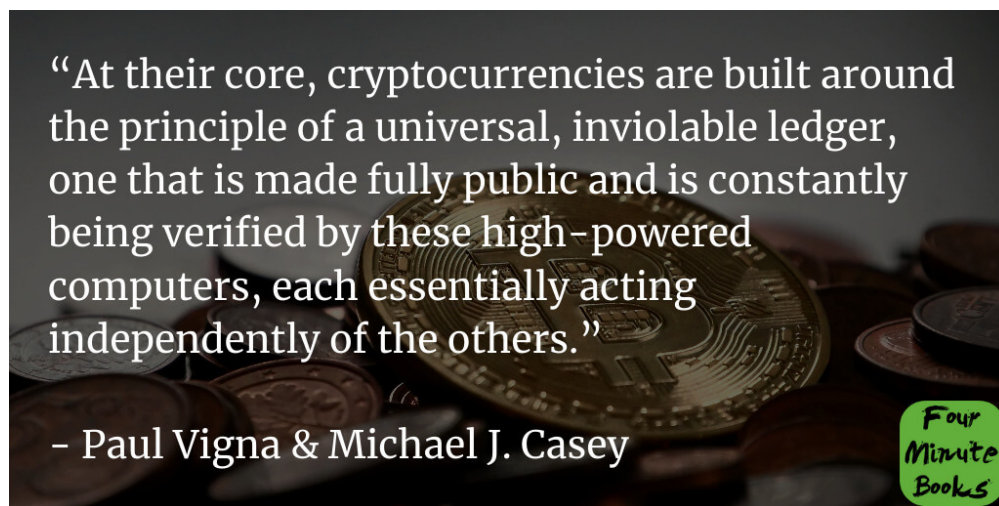 “At their core, cryptocurrencies are built around
the principle of a universal, inviolable ledger,
one that is made fully public and is constantly
being verified by these high-powered
computers, each essentially acting
independently of the others.”
- Paul Vigna & Michael J. Casey
Four
Minute
Books